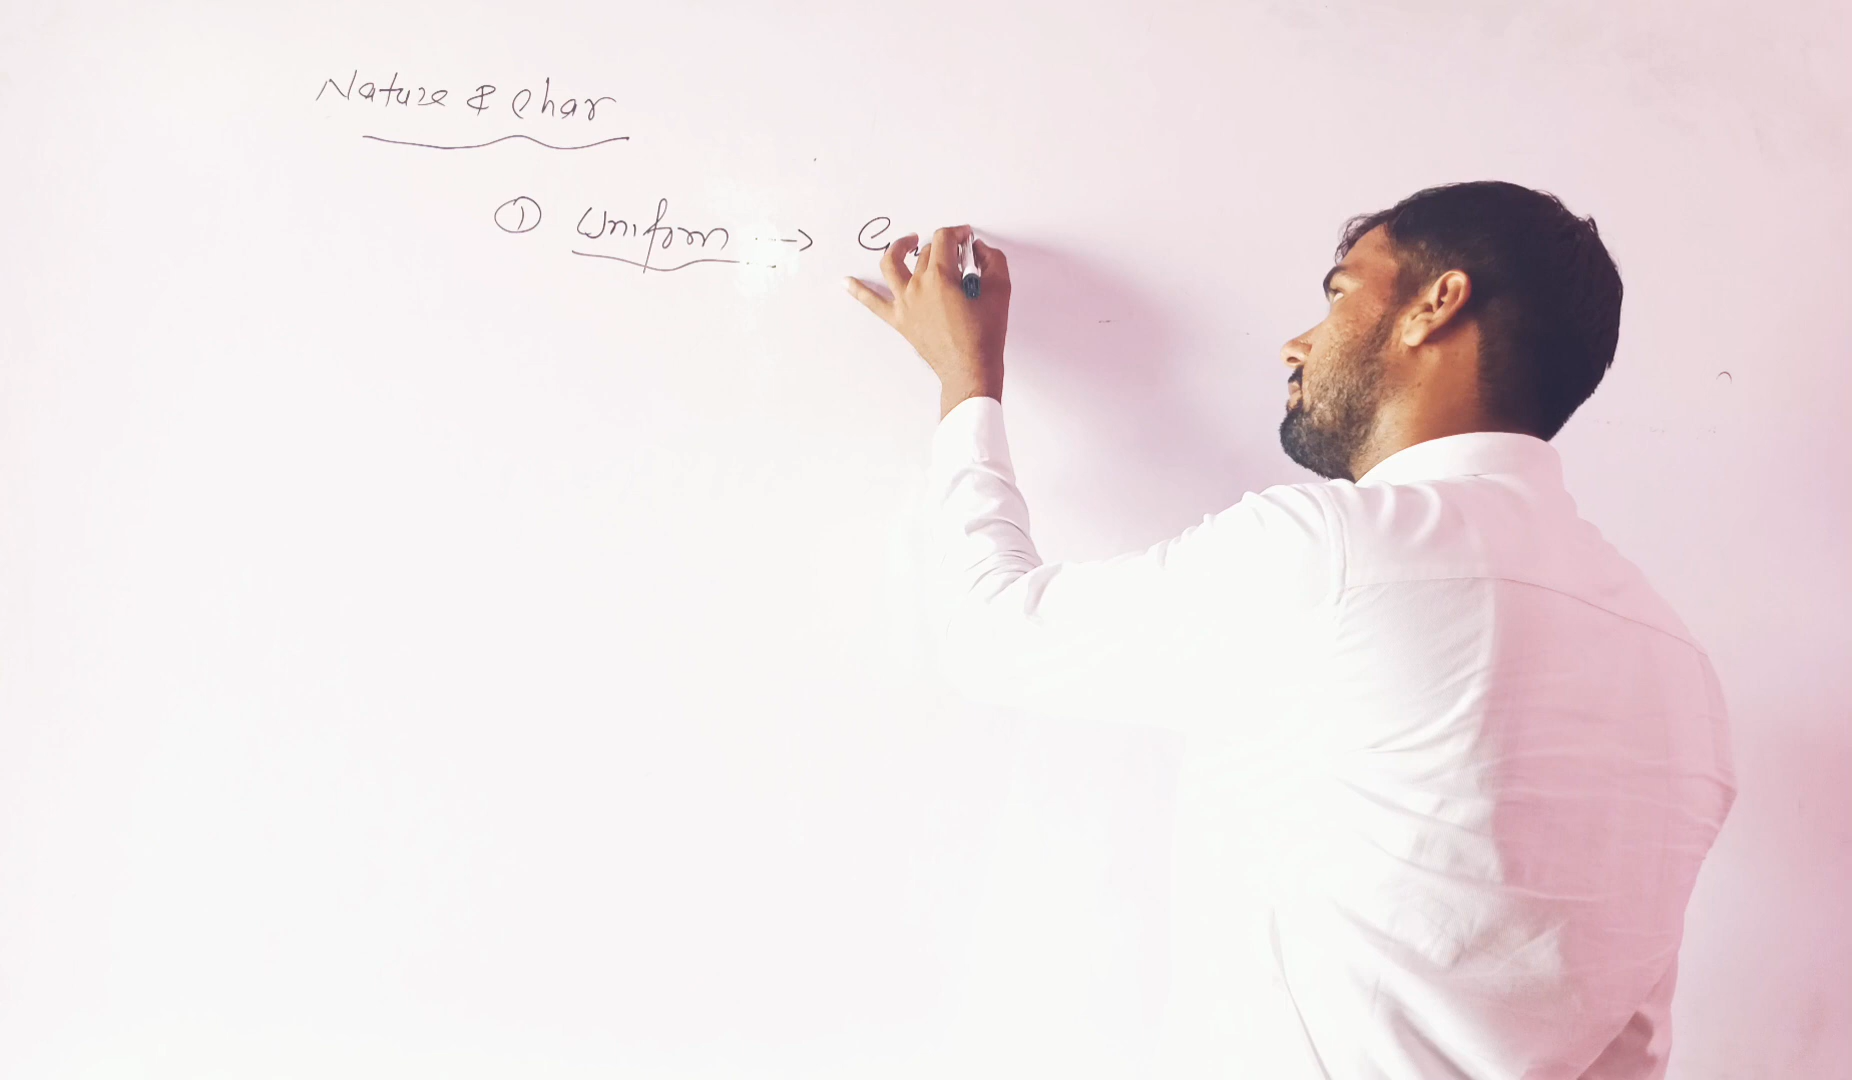 Nature & Char
① Uniform →